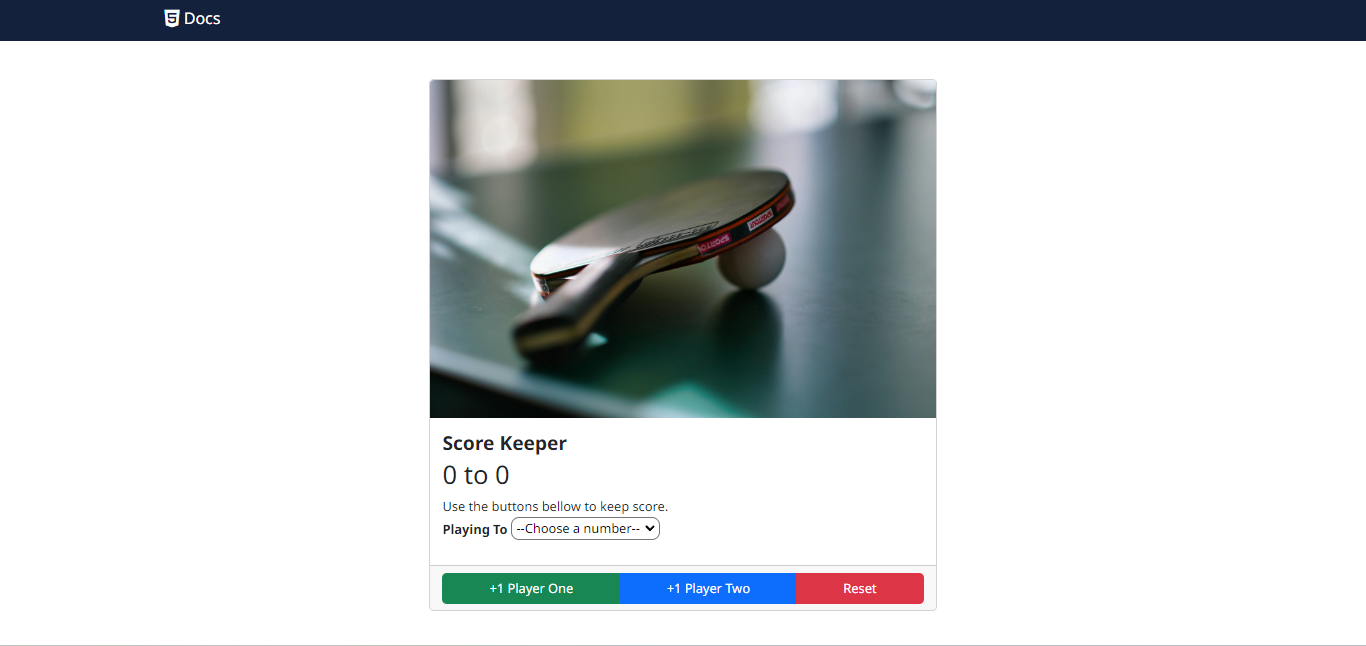 Docs
Score Keeper
0 to 0
Use the buttons bellow to keep score.
Playing To --Choose a number--
+1 Player One +1 Player Two Reset